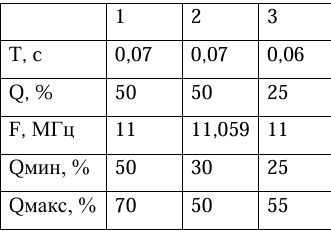 1 2 3
T, с 0,07 0,07 0,06
Q, % 50 50 25
F, МГц 11 11,059 11
Qмин, % 50 30 25
Qмакс, % 70 50 55